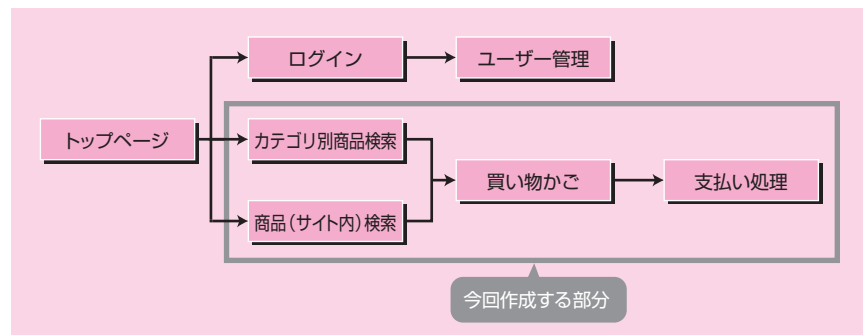 ログイン
ユーザー管理
トップページ
カテゴリ別商品検索
買い物かご
支払い処理
商品（サイト内）検索
今回作成する部分